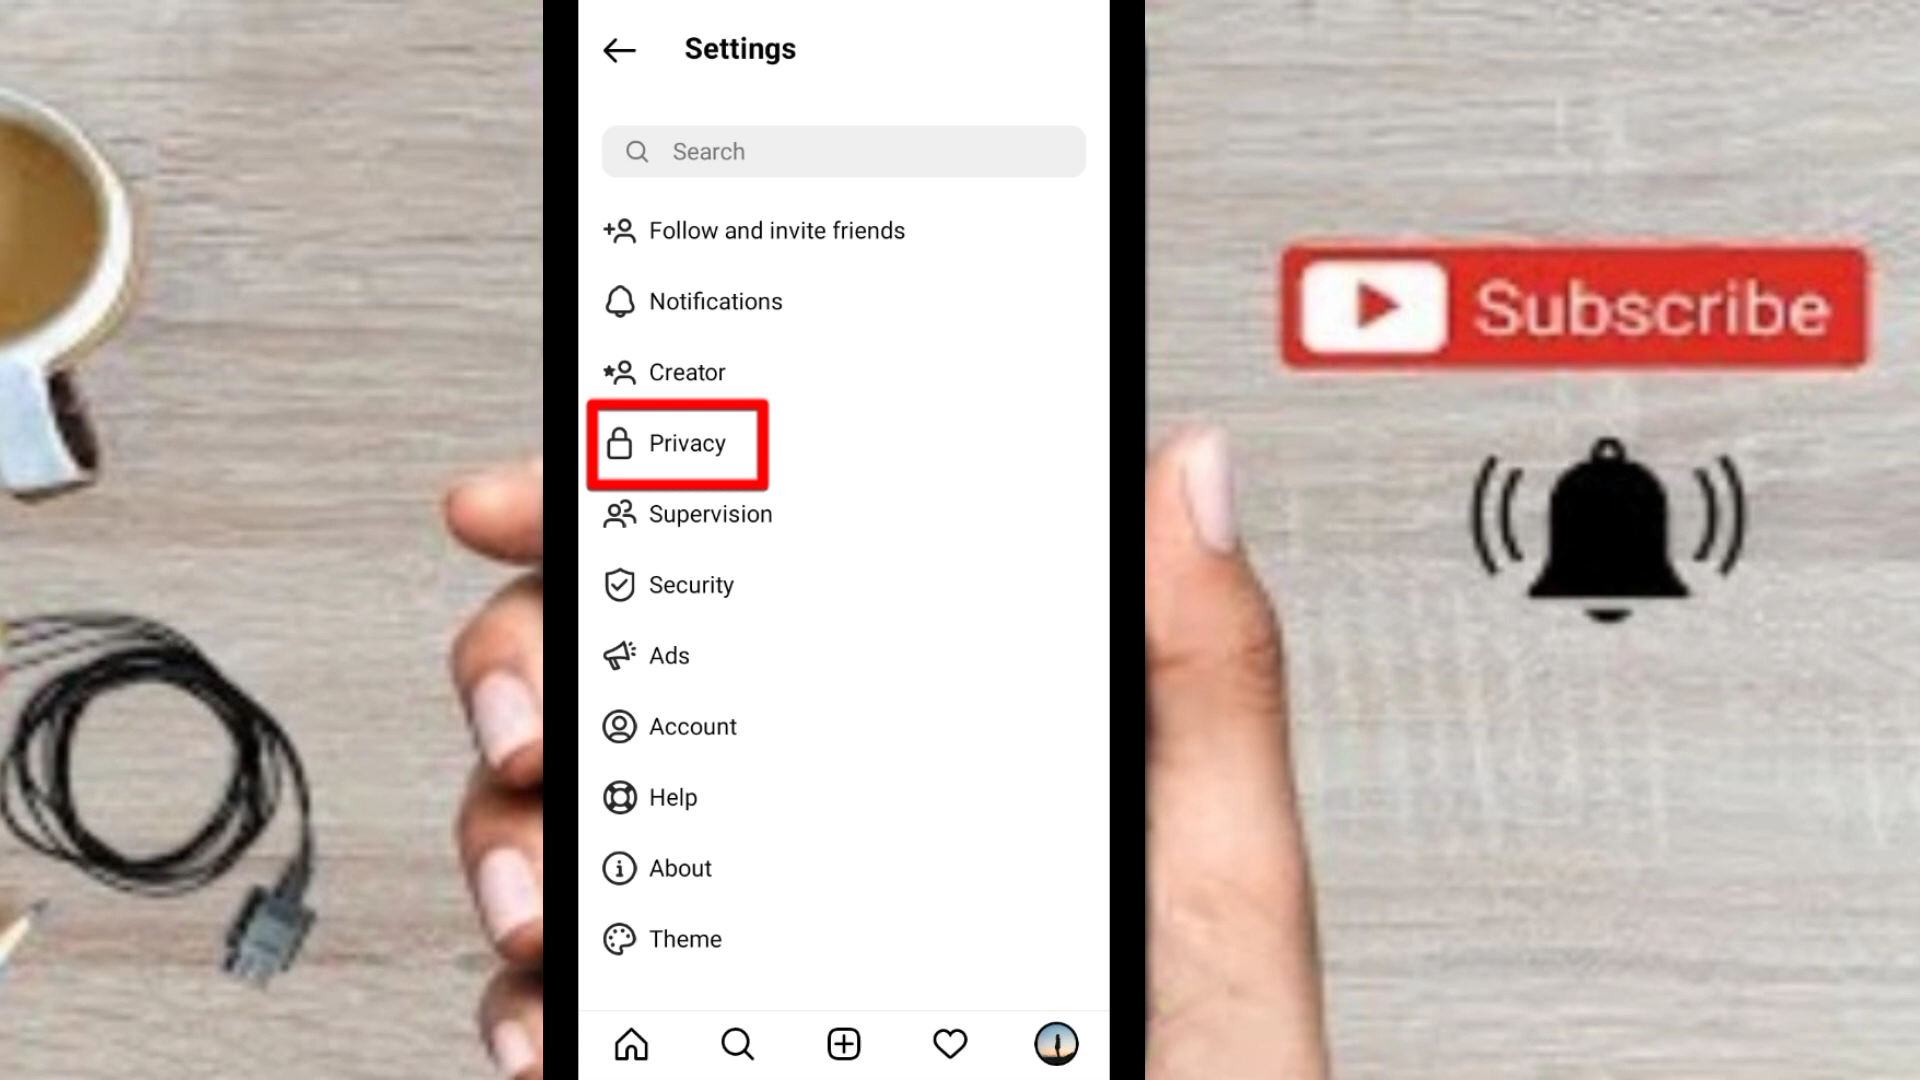 Settings
Search
Follow and invite friends
Notifications
Creator
Privacy
Supervision
Security
Ads
Account
Help
About
Theme
Subscribe